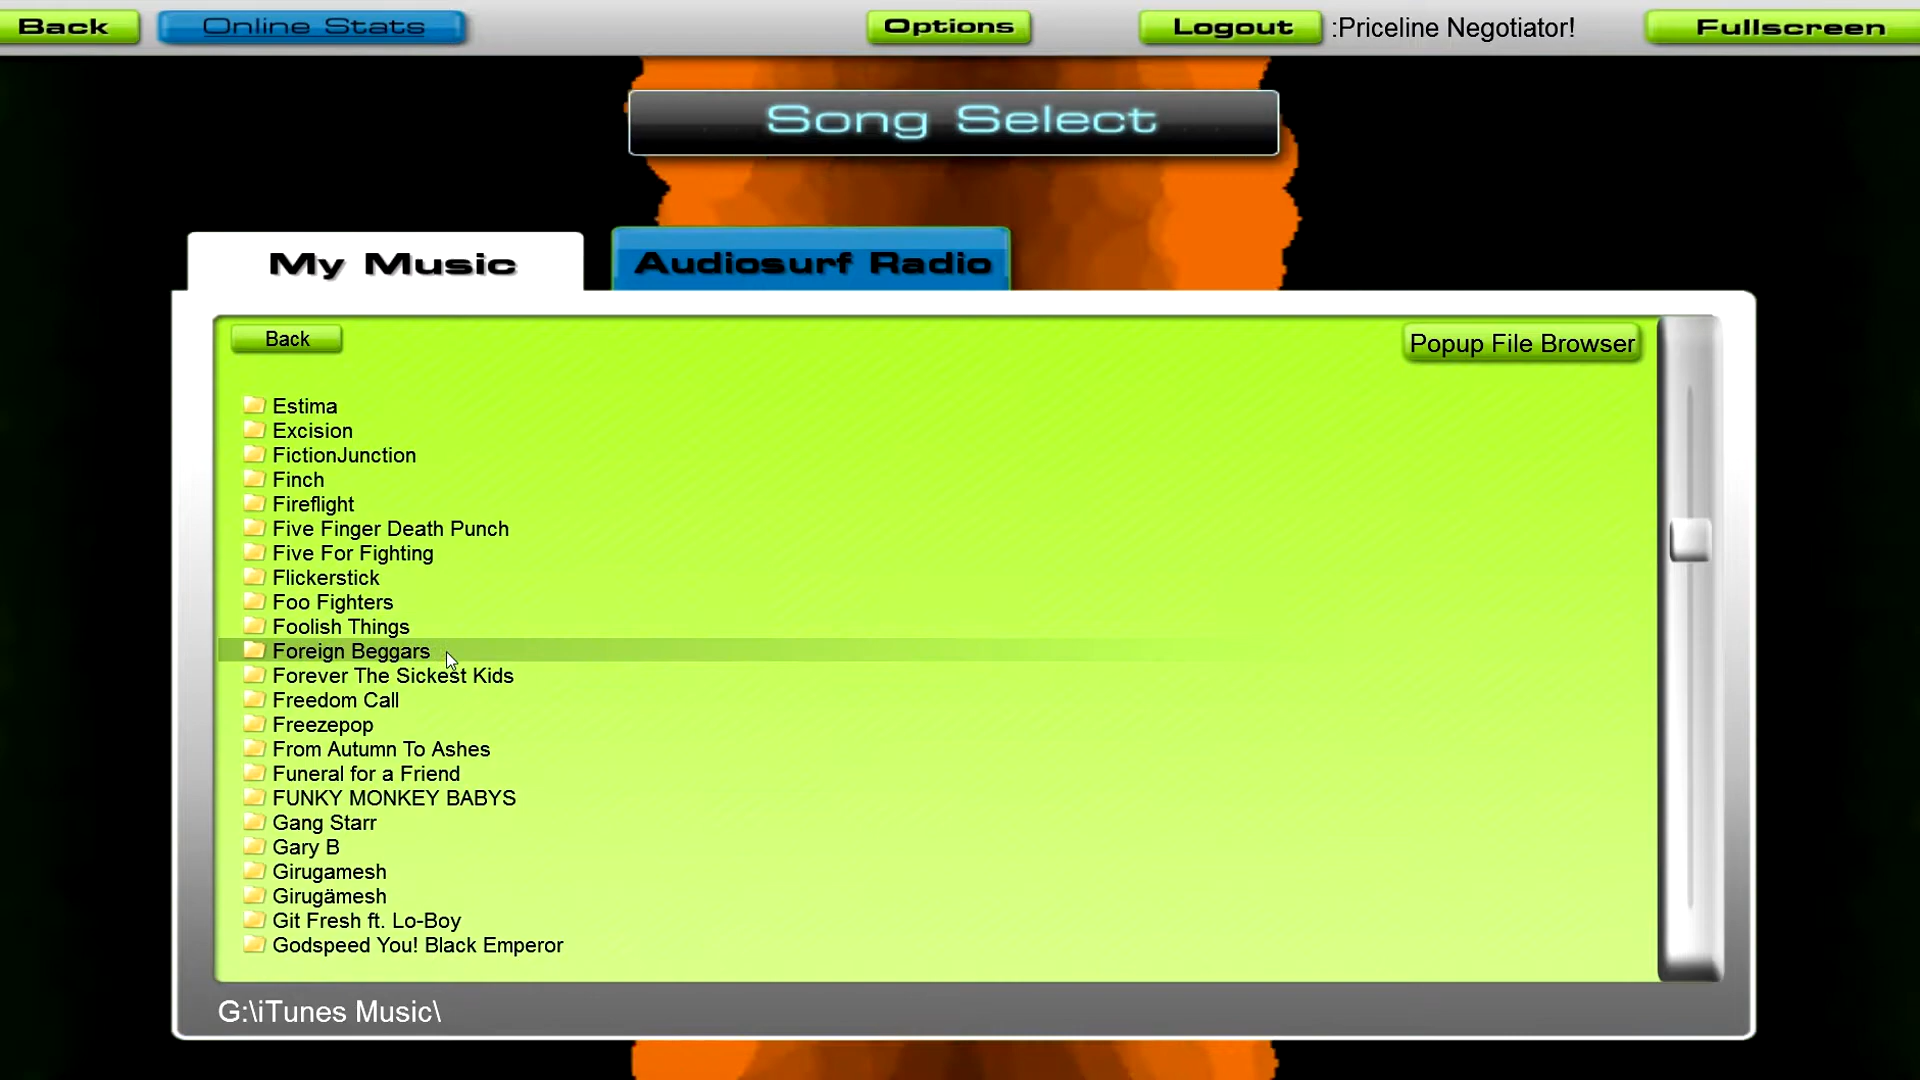 Back Online Stats Options Logout :Priceline Negotiator! Fullscreen
Song Select
My Music Audiosurf Radio
Back Popup File Browser
Estima
Excision
FictionJunction
Finch
Fireflight
Five Finger Death Punch
Five For Fighting
Flickerstick
Foo Fighters
Foolish Things
Foreign Beggars
Forever The Sickest Kids
Freedom Call
Freezepop
From Autumn To Ashes
Funeral for a Friend
FUNKY MONKEY BABYS
Gang Starr
Gary B
Girugamesh
Girugämesh
Git Fresh ft. Lo-Boy
Godspeed You! Black Emperor
G:\iTunes Music\